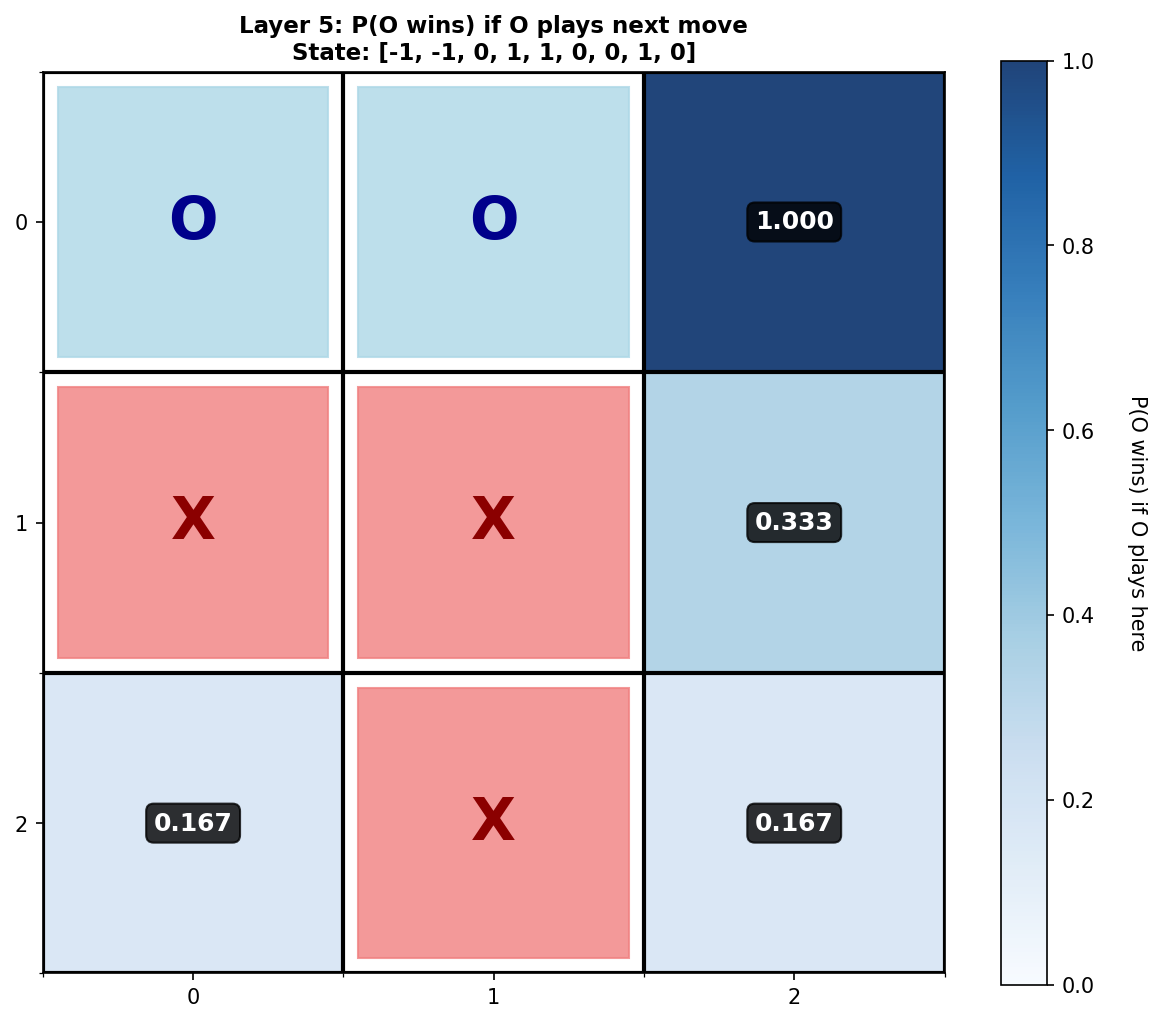 Layer 5: P(O wins) if O plays next move
State: [-1, -1, 0, 1, 1, 0, 0, 1, 0]
0
O
O
1.000
1
X
X
0.333
2
0.167
X
0.167
0
1
2
1.0
0.8
0.6
0.4
0.2
0.0
P(O wins) if O plays here